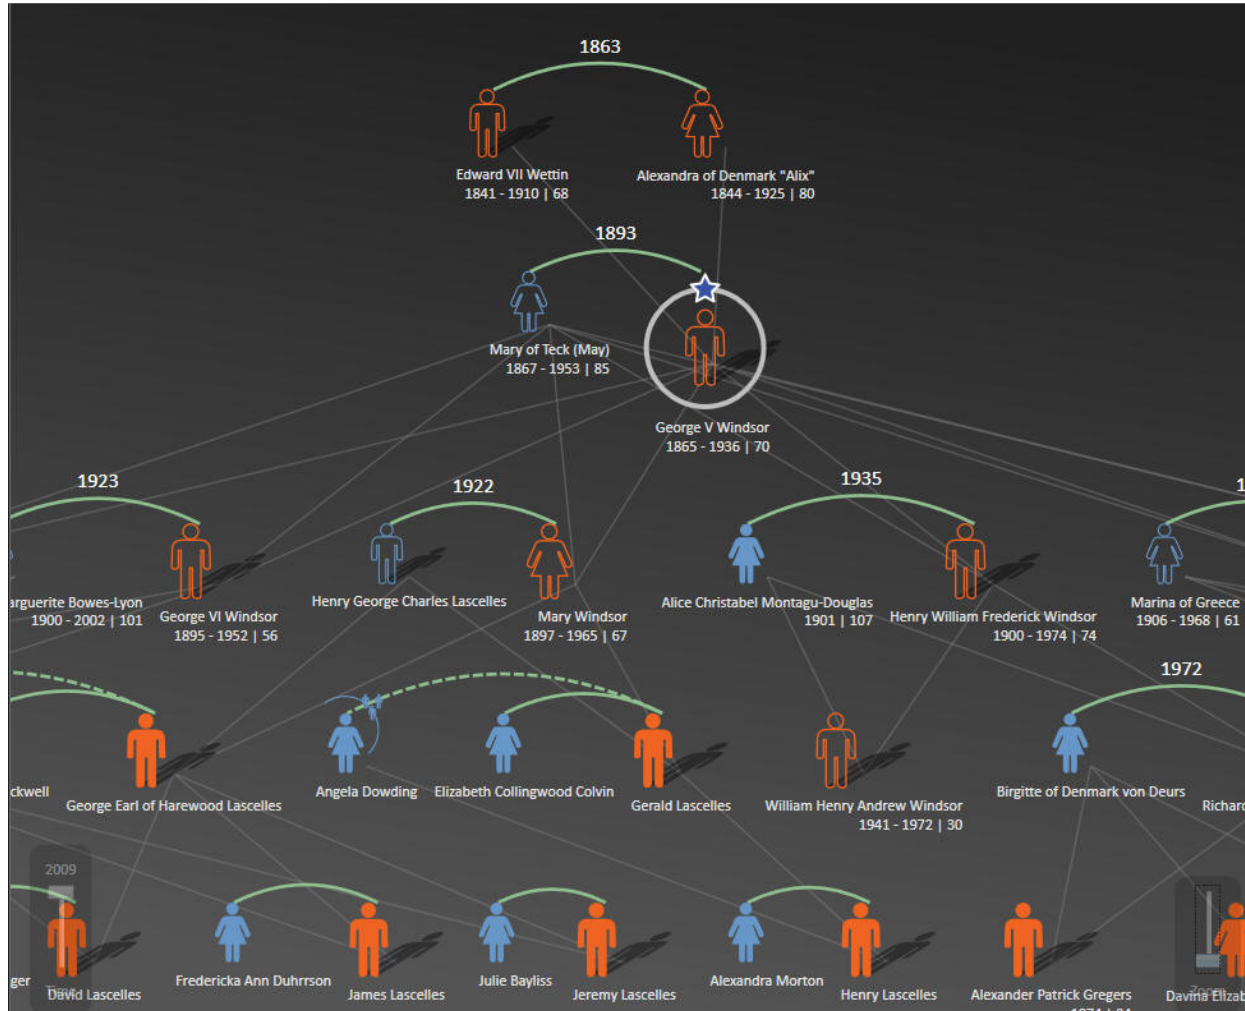 1863
Edward VII Wettin
1841 - 1910 | 68
Alexandra of Denmark "Alix"
1844 - 1925 | 80
1893
Mary of Teck (May)
1867 - 1953 | 85
George V Windsor
1865 - 1936 | 70
1923
1922
1935
1
arguerite Bowes-Lyon
1900 - 2002 | 101
George VI Windsor
1895 - 1952 | 56
Henry George Charles Lascelles
Mary Windsor
1897 - 1965 | 67
Alice Christabel Montagu-Douglas
1901 | 107
Henry William Frederick Windsor
1900 - 1974 | 74
Marina of Greece
1906 - 1968 | 61
1972
ckwell
George Earl of Harewood Lascelles
Angela Dowding
Elizabeth Collingwood Colvin
Gerald Lascelles
William Henry Andrew Windsor
1941 - 1972 | 30
Birgitte of Denmark von Deurs
Richard
2009
Time
ger
David Lascelles
Fredericka Ann Duhrrson
James Lascelles
Julie Bayliss
Jeremy Lascelles
Alexandra Morton
Henry Lascelles
Alexander Patrick Gregers
Zoom
Davina Elizab